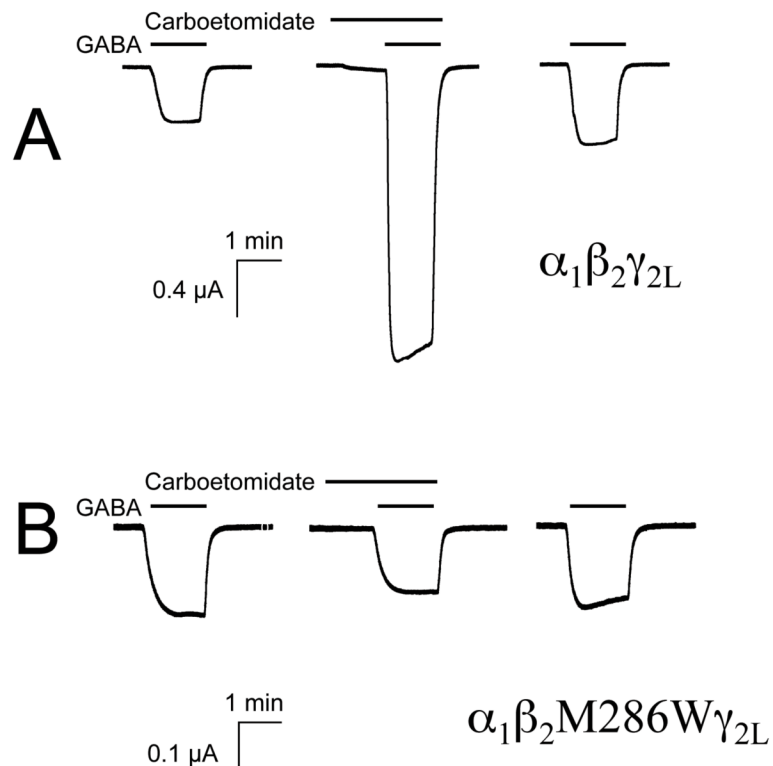 Carboetomidate
GABA
A
1 min
0.4 µA
α₁β₂γ₂L
Carboetomidate
GABA
B
1 min
0.1 µA
α₁β₂M286Wγ₂L